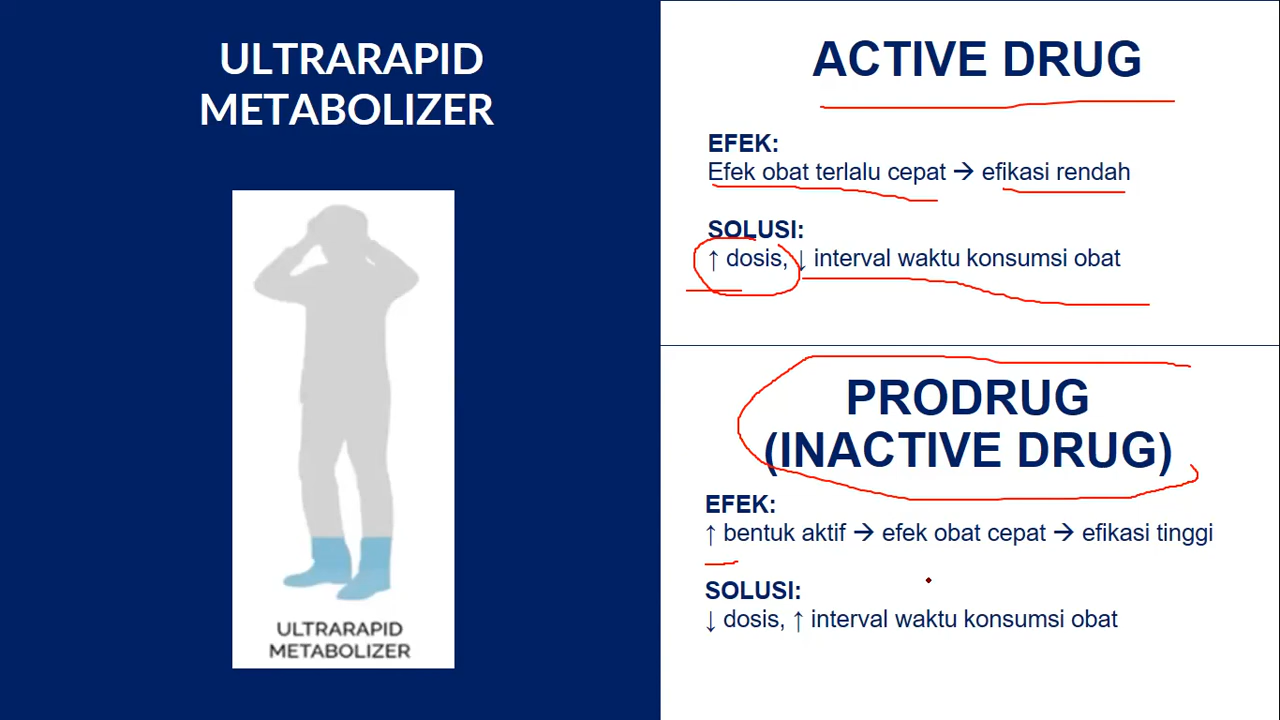 ULTRARAPID
METABOLIZER
ULTRARAPID
METABOLIZER
ACTIVE DRUG
EFEK:
Efek obat terlalu cepat → efikasi rendah
SOLUSI:
↑ dosis, ↓ interval waktu konsumsi obat
PRODRUG
(INACTIVE DRUG)
EFEK:
↑ bentuk aktif → efek obat cepat → efikasi tinggi
SOLUSI:
↓ dosis, ↑ interval waktu konsumsi obat